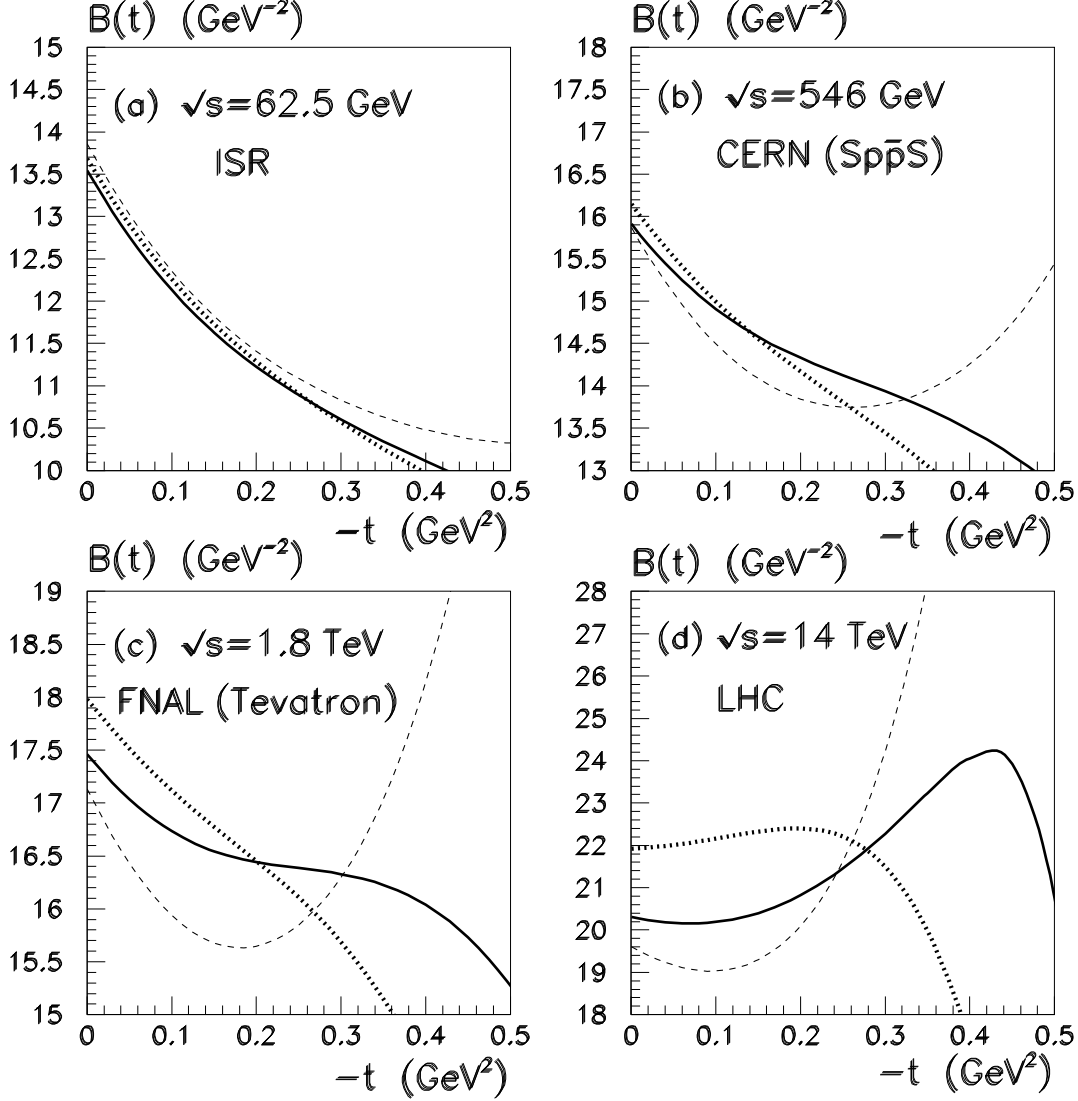 B(t) (GeV⁻²)
15
14.5
14
13.5
13
12.5
12
11.5
11
10.5
10
(a) √s=62.5 GeV
ISR
0 0.1 0.2 0.3 0.4 0.5
−t (GeV²)
B(t) (GeV⁻²)
18
17.5
17
16.5
16
15.5
15
14.5
14
13.5
13
(b) √s=546 GeV
CERN (Spp̄S)
0 0.1 0.2 0.3 0.4 0.5
−t (GeV²)
B(t) (GeV⁻²)
19
18.5
18
17.5
17
16.5
16
15.5
15
(c) √s=1.8 TeV
FNAL (Tevatron)
0 0.1 0.2 0.3 0.4 0.5
−t (GeV²)
B(t) (GeV⁻²)
28
27
26
25
24
23
22
21
20
19
18
(d) √s=14 TeV
LHC
0 0.1 0.2 0.3 0.4 0.5
−t (GeV²)